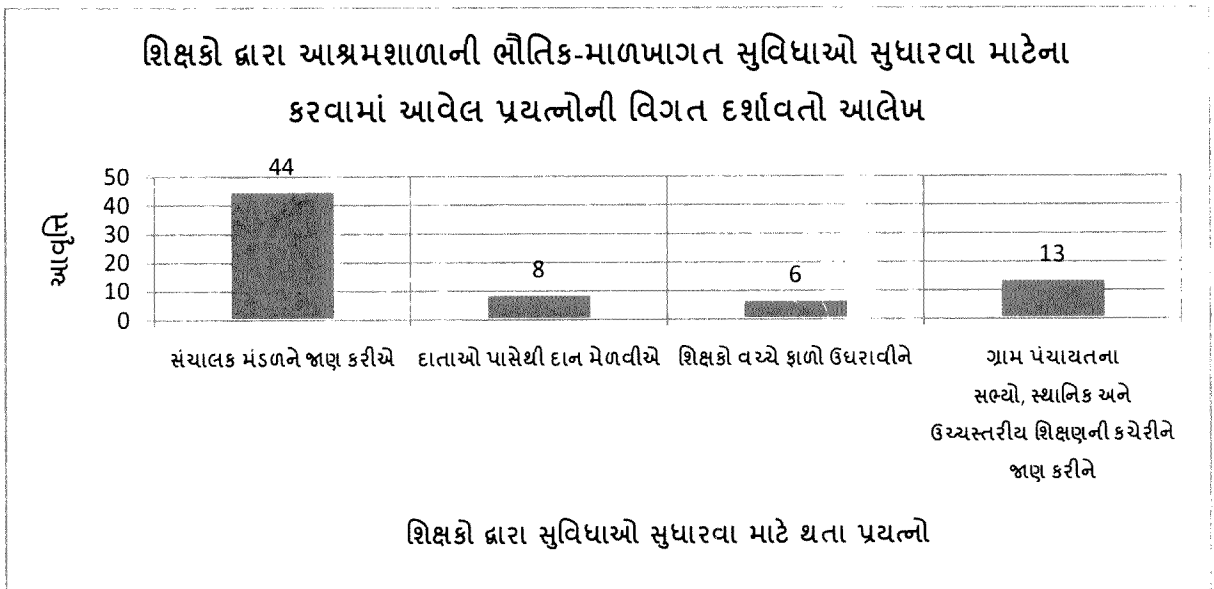 શિક્ષકો દ્વારા આશ્રમશાળાની ભૌતિક-માળખાગત સુવિધાઓ સુધારવા માટેના
કરવામાં આવેલ પ્રયત્નોની વિગત દર્શાવતો આલેખ
આવૃત્તિ
50
40
30
20
10
0
44
8
6
13
સંચાલક મંડળને જાણ કરીએ
દાતાઓ પાસેથી દાન મેળવીએ
શિક્ષકો વચ્ચે ફાળો ઉઘરાવીને
ગ્રામ પંચાયતના
સભ્યો, સ્થાનિક અને
ઉચ્ચસ્તરીય શિક્ષણની કચેરીને
જાણ કરીને
શિક્ષકો દ્વારા સુવિધાઓ સુધારવા માટે થતા પ્રયત્નો